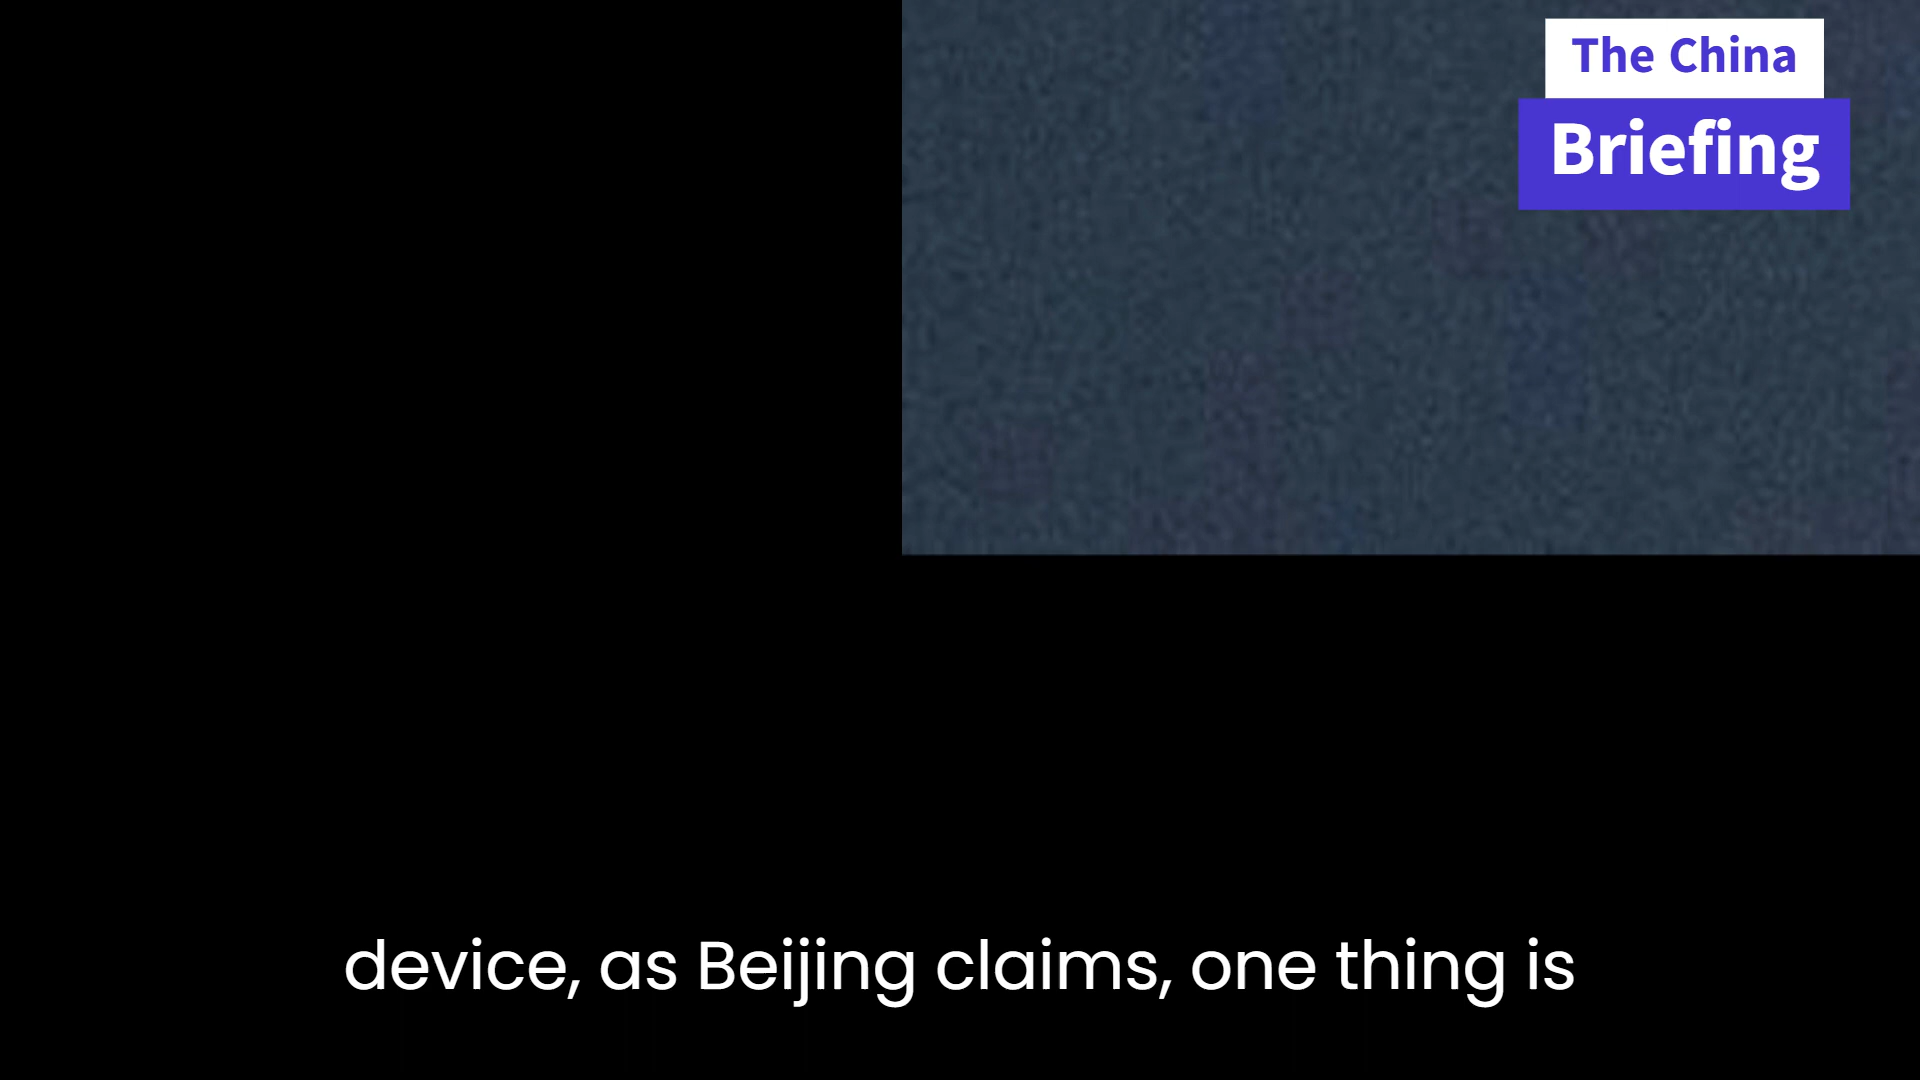 The China
Briefing
device, as Beijing claims, one thing is